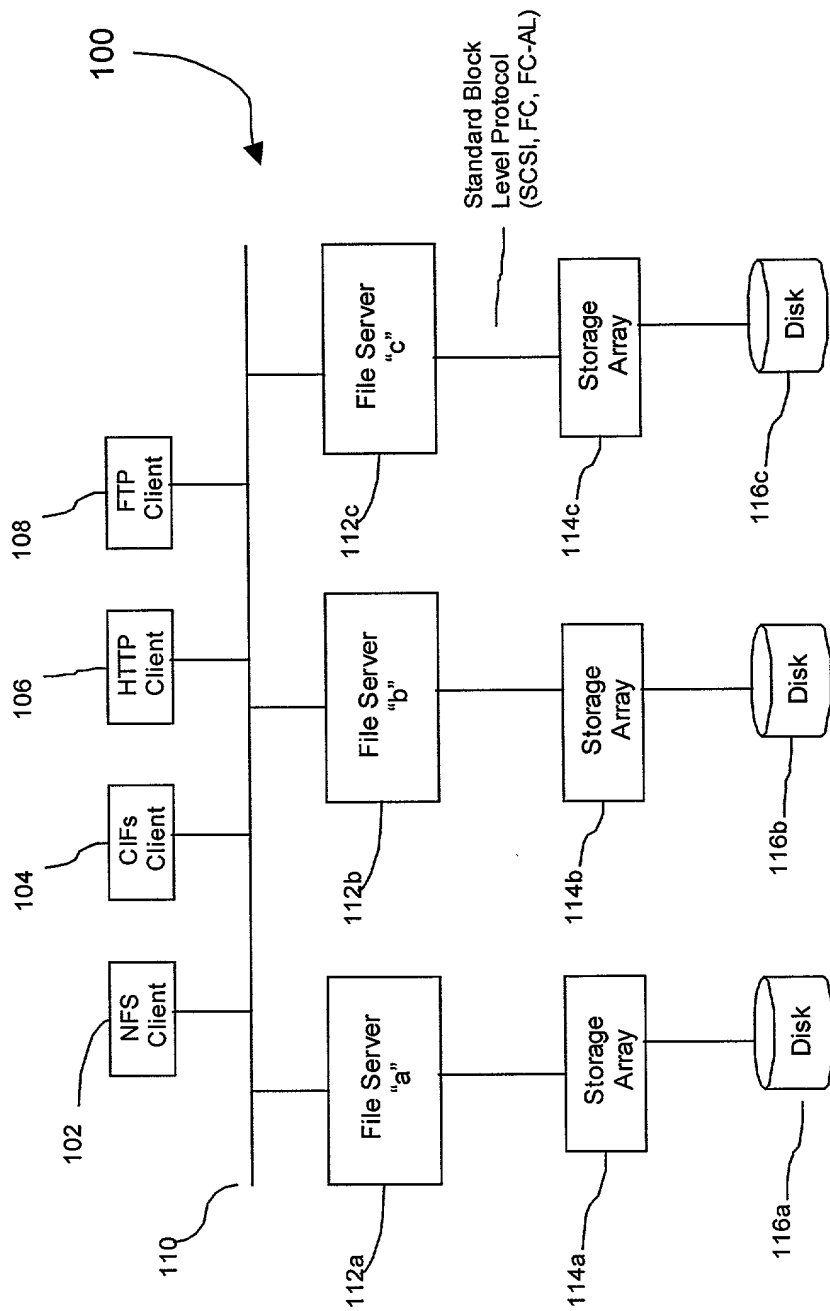 100
102
NFS
Client
104
CIFs
Client
106
HTTP
Client
108
FTP
Client
110
112a
File Server
"a"
112b
File Server
"b"
112c
File Server
"c"
Standard Block
Level Protocol
(SCSI, FC, FC-AL)
114a
Storage
Array
114b
Storage
Array
114c
Storage
Array
116a
Disk
116b
Disk
116c
Disk